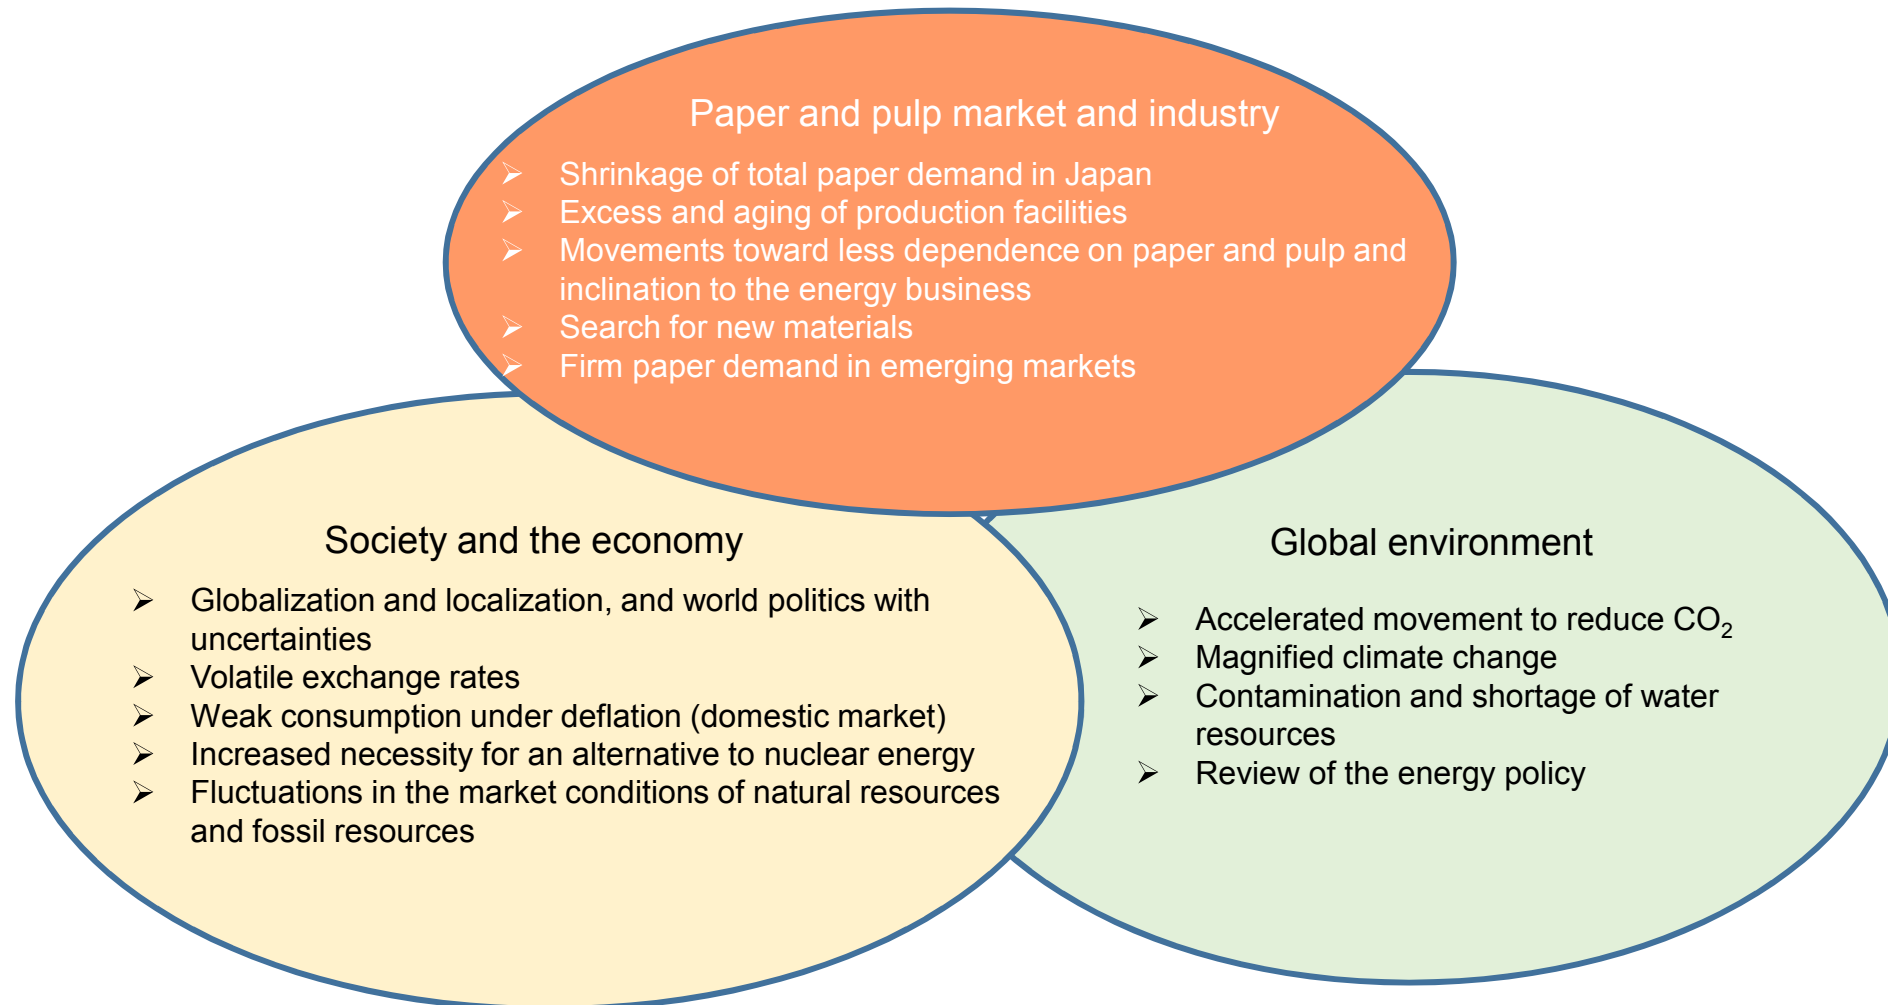 Paper and pulp market and industry
➢ Shrinkage of total paper demand in Japan
➢ Excess and aging of production facilities
➢ Movements toward less dependence on paper and pulp and
inclination to the energy business
➢ Search for new materials
➢ Firm paper demand in emerging markets
Society and the economy
➢ Globalization and localization, and world politics with
uncertainties
➢ Volatile exchange rates
➢ Weak consumption under deflation (domestic market)
➢ Increased necessity for an alternative to nuclear energy
➢ Fluctuations in the market conditions of natural resources
and fossil resources
Global environment
➢ Accelerated movement to reduce CO₂
➢ Magnified climate change
➢ Contamination and shortage of water
resources
➢ Review of the energy policy